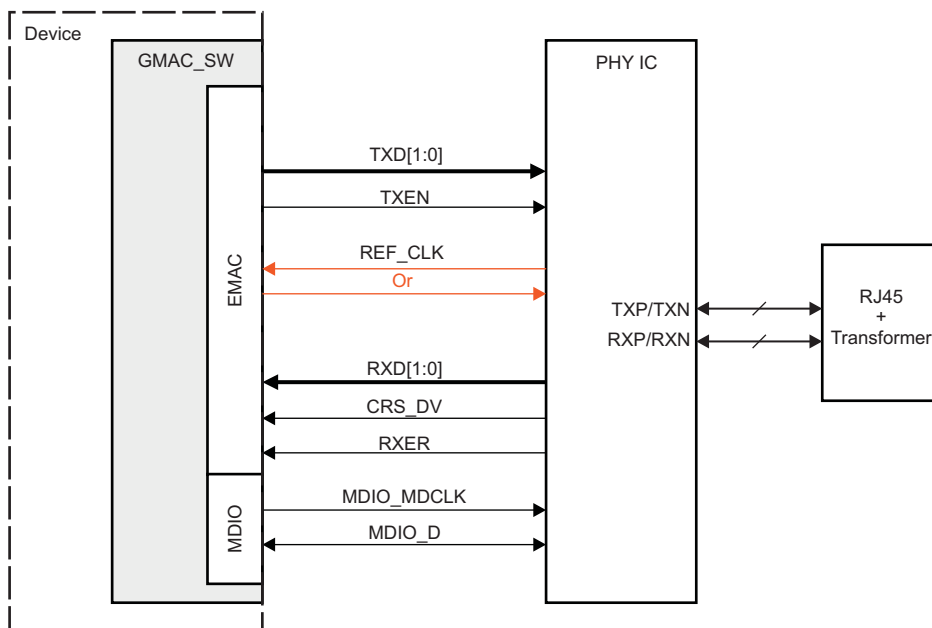 Device
GMAC_SW
PHY IC
TXD[1:0]
TXEN
REF_CLK
Or
EMAC
TXP/TXN
RXP/RXN
RJ45
+
Transformer
RXD[1:0]
CRS_DV
RXER
MDIO_MDCLK
MDIO_D
MDIO